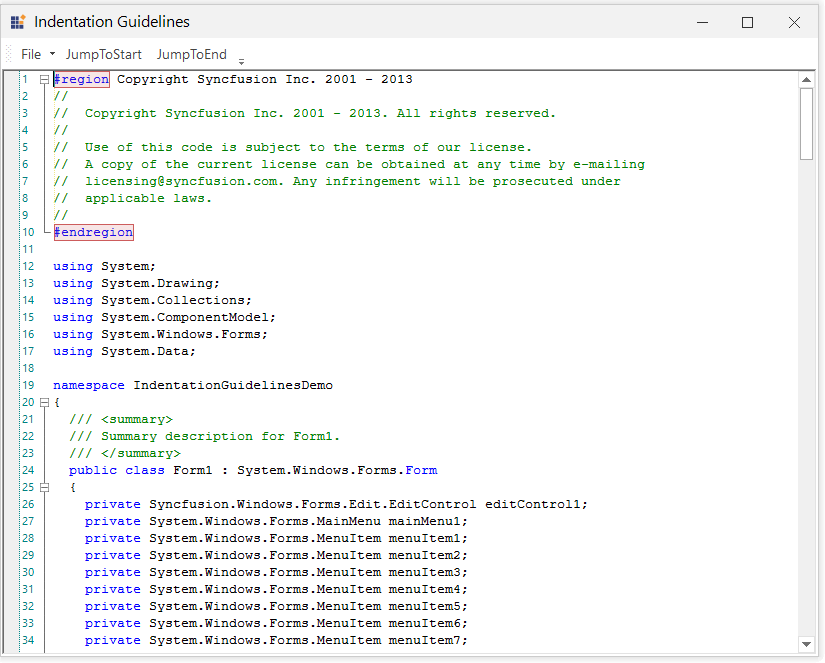 Indentation Guidelines
File JumpToStart JumpToEnd
1 #region Copyright Syncfusion Inc. 2001 - 2013
2 //
3 //  Copyright Syncfusion Inc. 2001 - 2013. All rights reserved.
4 //
5 //  Use of this code is subject to the terms of our license.
6 //  A copy of the current license can be obtained at any time by e-mailing
7 //  licensing@syncfusion.com. Any infringement will be prosecuted under
8 //  applicable laws.
9 //
10 #endregion
11
12 using System;
13 using System.Drawing;
14 using System.Collections;
15 using System.ComponentModel;
16 using System.Windows.Forms;
17 using System.Data;
18
19 namespace IndentationGuidelinesDemo
20 {
21   /// <summary>
22   /// Summary description for Form1.
23   /// </summary>
24   public class Form1 : System.Windows.Forms.Form
25   {
26     private Syncfusion.Windows.Forms.Edit.EditControl editControl1;
27     private System.Windows.Forms.MainMenu mainMenu1;
28     private System.Windows.Forms.MenuItem menuItem1;
29     private System.Windows.Forms.MenuItem menuItem2;
30     private System.Windows.Forms.MenuItem menuItem3;
31     private System.Windows.Forms.MenuItem menuItem4;
32     private System.Windows.Forms.MenuItem menuItem5;
33     private System.Windows.Forms.MenuItem menuItem6;
34     private System.Windows.Forms.MenuItem menuItem7;